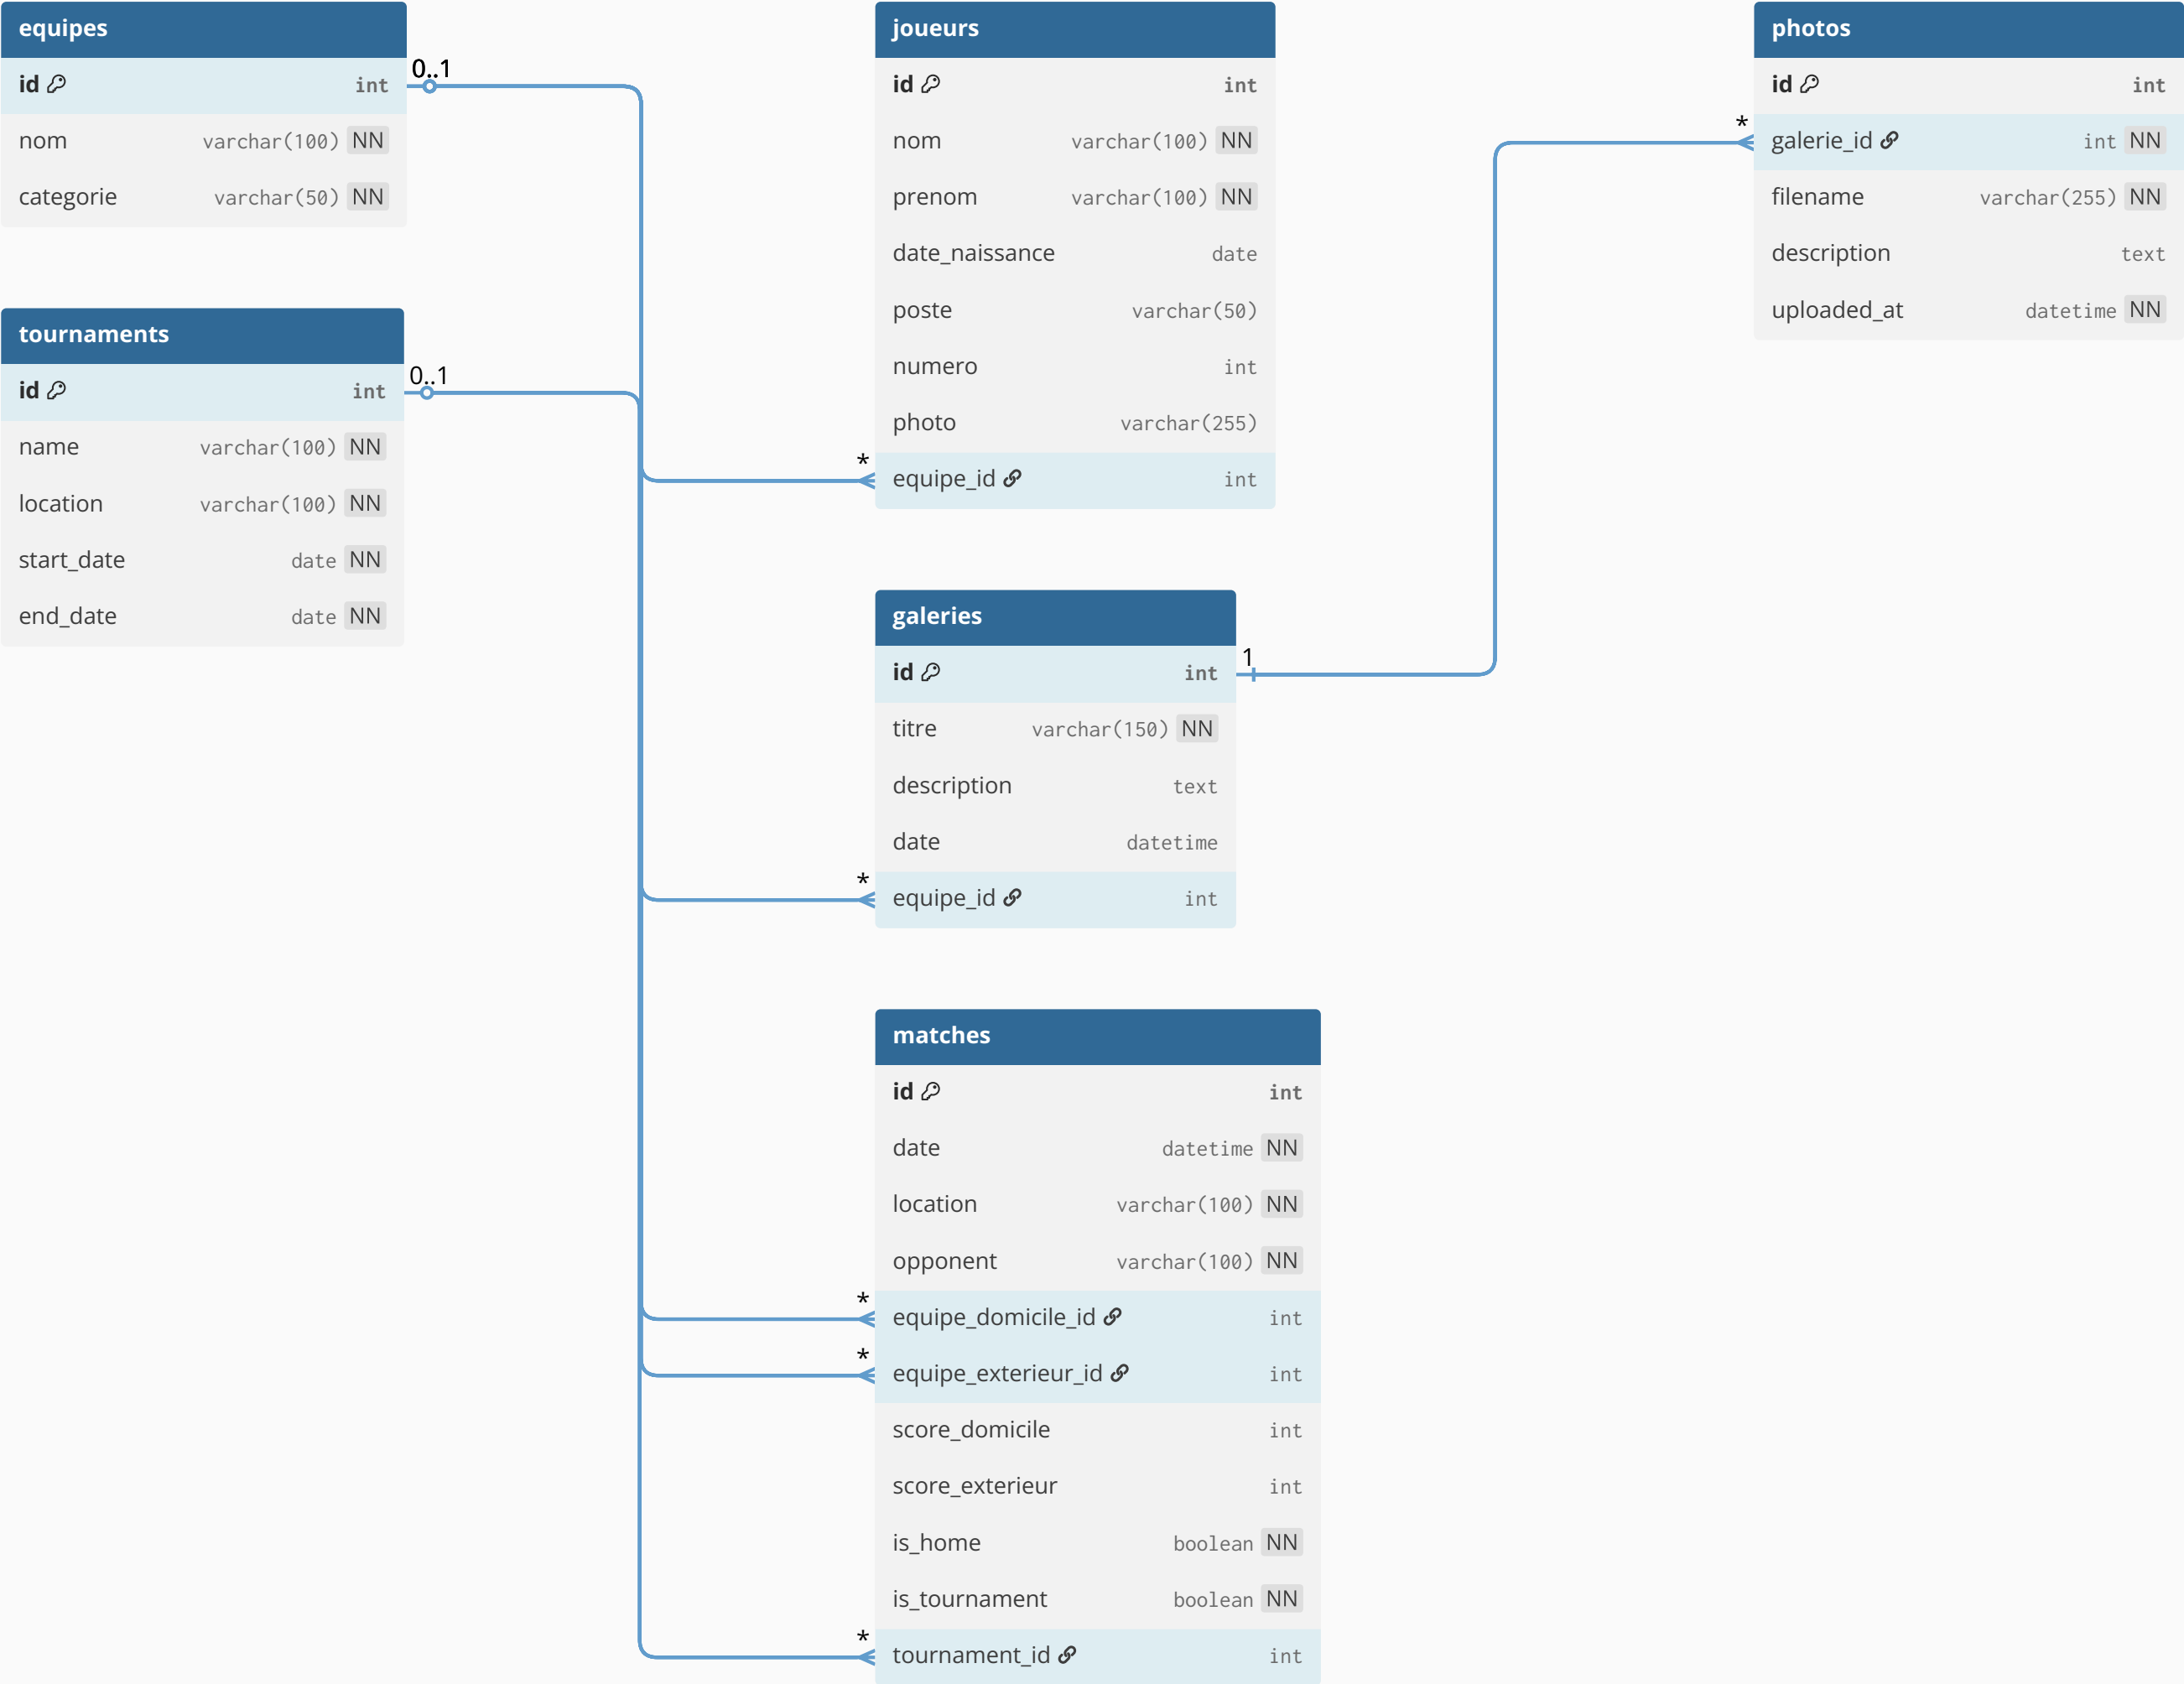 equipes
id int
nom varchar(100) NN
categorie varchar(50) NN
0..1
tournaments
id int
name varchar(100) NN
location varchar(100) NN
start_date date NN
end_date date NN
0..1
joueurs
id int
nom varchar(100) NN
prenom varchar(100) NN
date_naissance date
poste varchar(50)
numero int
photo varchar(255)
*
equipe_id int
galeries
id int
1
titre varchar(150) NN
description text
date datetime
*
equipe_id int
matches
id int
date datetime NN
location varchar(100) NN
opponent varchar(100) NN
*
equipe_domicile_id int
*
equipe_exterieur_id int
score_domicile int
score_exterieur int
is_home boolean NN
is_tournament boolean NN
*
tournament_id int
photos
id int
*
galerie_id int NN
filename varchar(255) NN
description text
uploaded_at datetime NN